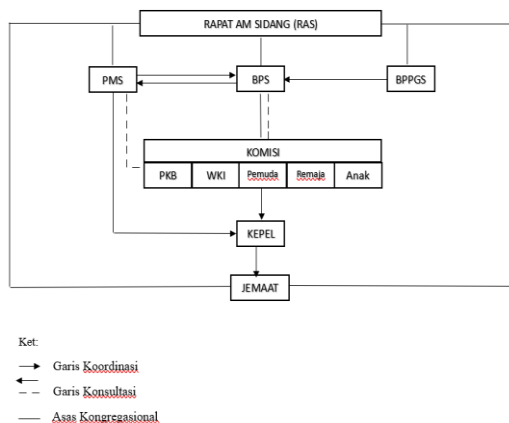 RAPAT AM SIDANG (RAS)
PMS
BPS
BPPGS
KOMISI
PKB
WKI
Pemuda
Remaja
Anak
KEPEL
JEMAAT
Ket:
Garis Koordinasi
Garis Konsultasi
Asas Kongregasional